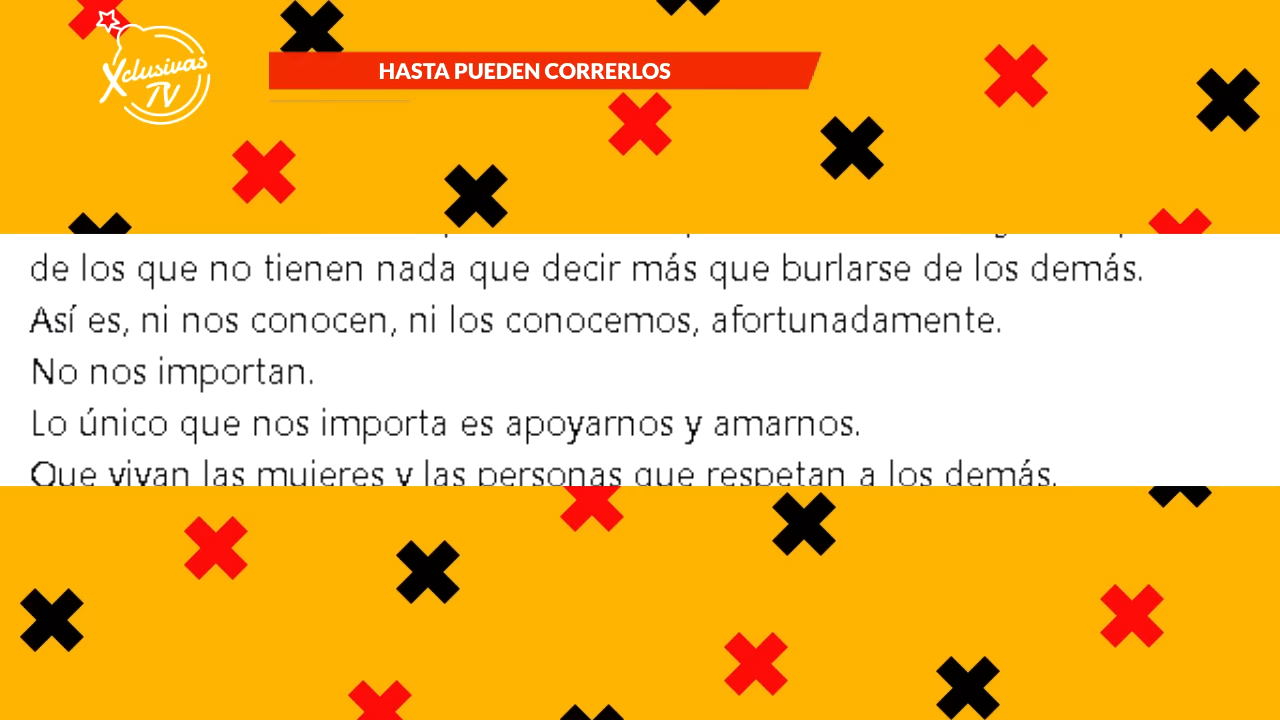 Xclusivas
TV
HASTA PUEDEN CORRERLOS
de los que no tienen nada que decir más que burlarse de los demás.
Así es, ni nos conocen, ni los conocemos, afortunadamente.
No nos importan.
Lo único que nos importa es apoyarnos y amarnos.
Que vivan las mujeres y las personas que respetan a los demás.